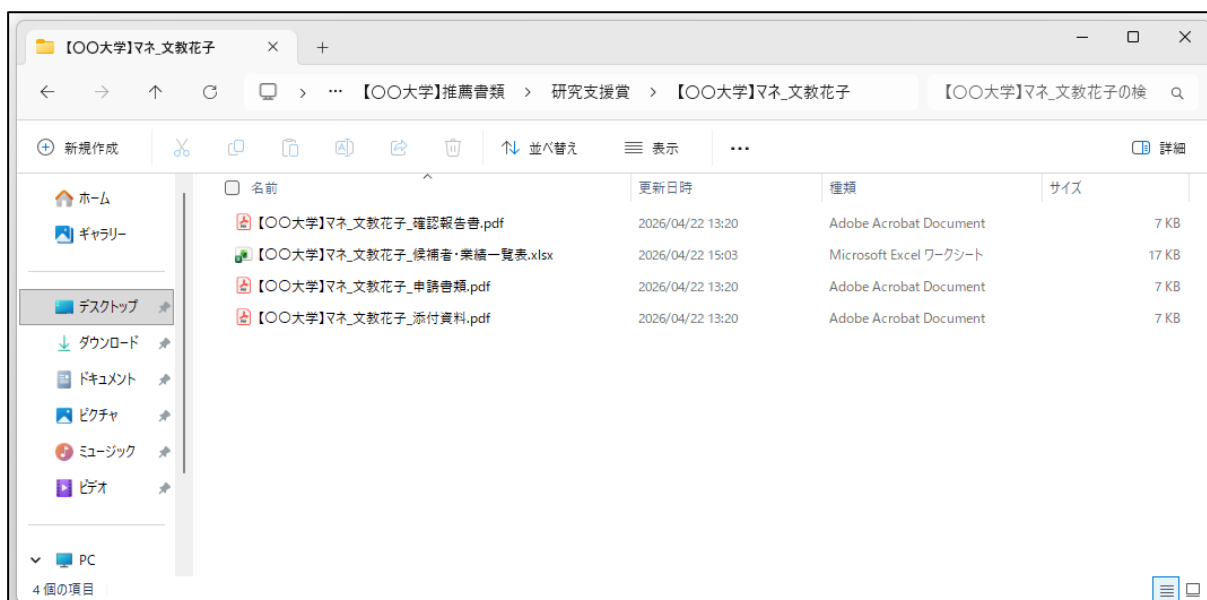 【〇〇大学】マネ_文教花子
… 【〇〇大学】推薦書類 > 研究支援賞 > 【〇〇大学】マネ_文教花子 【〇〇大学】マネ_文教花子の検
新規作成 並べ替え 表示 … 詳細
名前 更新日時 種類 サイズ
ホーム
ギャラリー
デスクトップ
ダウンロード
ドキュメント
ピクチャ
ミュージック
ビデオ
PC
【〇〇大学】マネ_文教花子_確認報告書.pdf 2026/04/22 13:20 Adobe Acrobat Document 7 KB
【〇〇大学】マネ_文教花子_候補者・業績一覧表.xlsx 2026/04/22 15:03 Microsoft Excel ワークシート 17 KB
【〇〇大学】マネ_文教花子_申請書類.pdf 2026/04/22 13:20 Adobe Acrobat Document 7 KB
【〇〇大学】マネ_文教花子_添付資料.pdf 2026/04/22 13:20 Adobe Acrobat Document 7 KB
4 個の項目